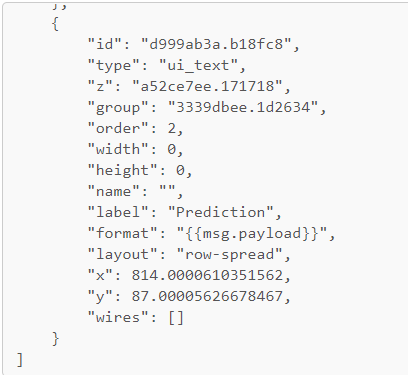 },
{
"id": "d999ab3a.b18fc8",
"type": "ui_text",
"z": "a52ce7ee.171718",
"group": "3339dbee.1d2634",
"order": 2,
"width": 0,
"height": 0,
"name": "",
"label": "Prediction",
"format": "{{msg.payload}}",
"layout": "row-spread",
"x": 814.0000610351562,
"y": 87.00005626678467,
"wires": []
}
]